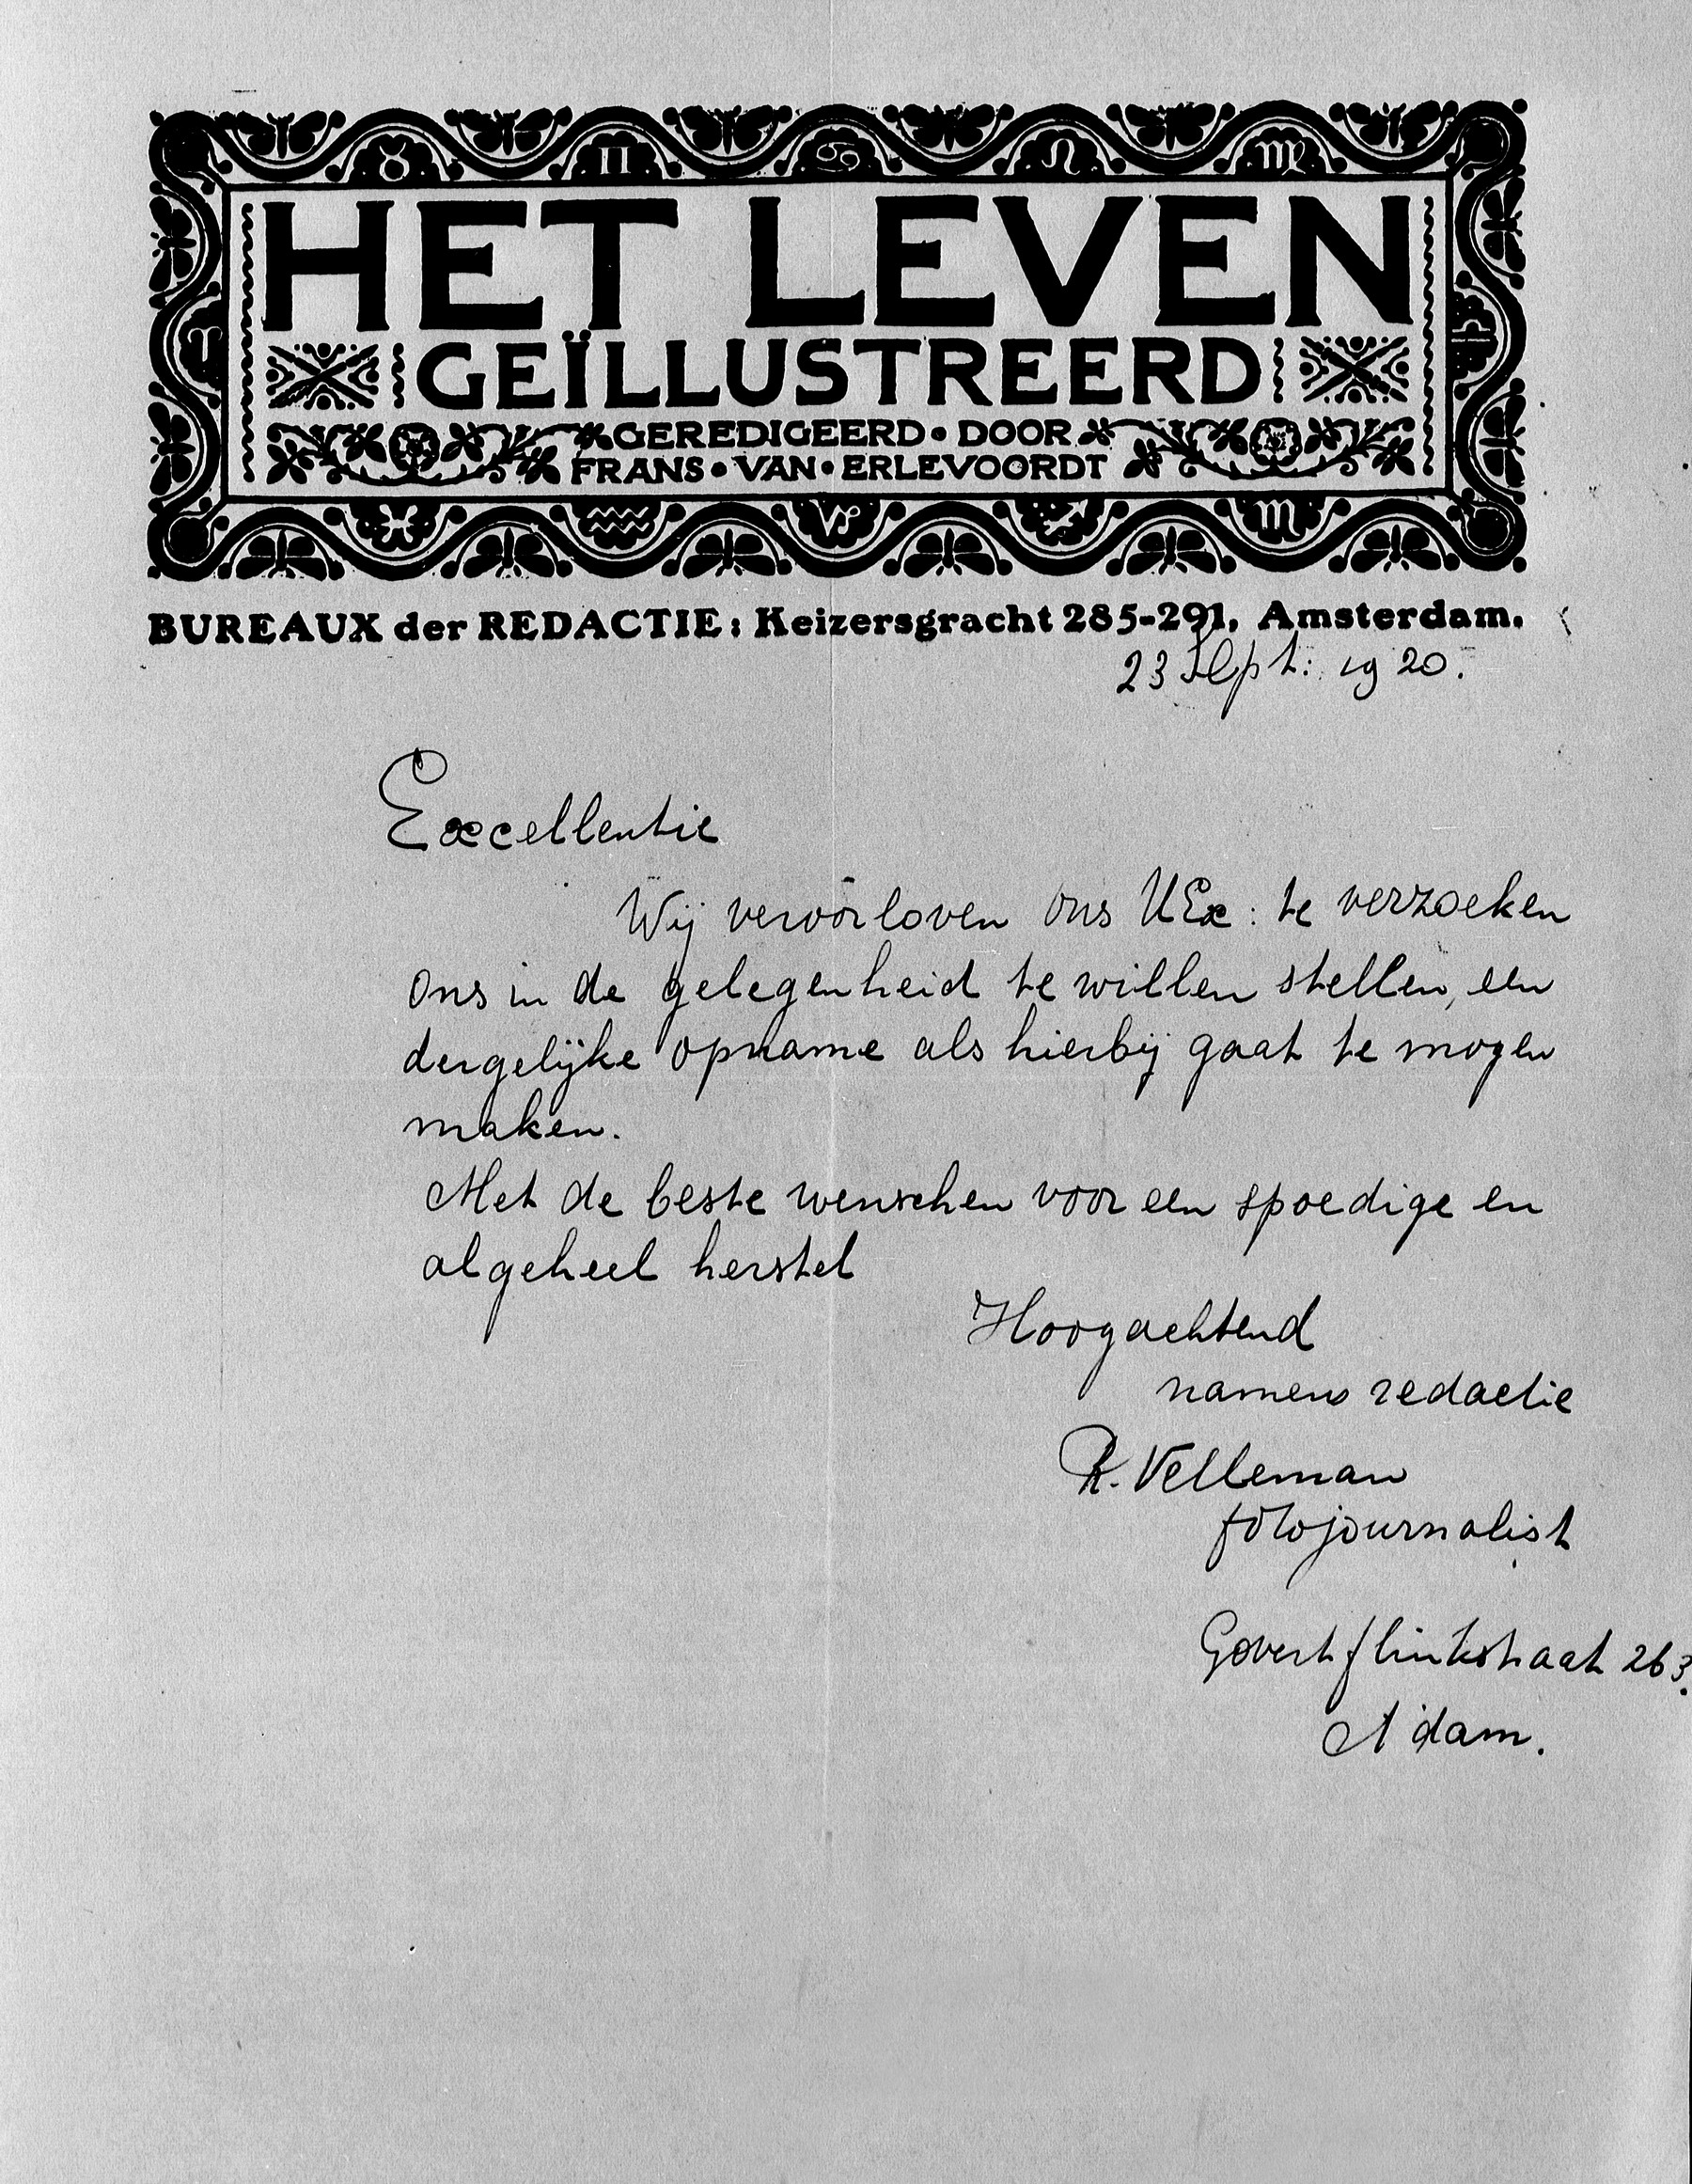 HET LEVEN
GEÏLLUSTREERD
GEREDIGEERD • DOOR
FRANS • VAN • ERLEVOORDT
BUREAUX der REDACTIE: Keizersgracht 285-291, Amsterdam.
23 Sept: 1920.
Excellentie
Wij veroorloven ons UEx: te verzoeken
ons in de gelegenheid te willen stellen, een
dergelijke opname als hierbij gaat te mogen
maken.
Met de beste wenschen voor een spoedige en
algeheel herstel
Hoogachtend
namens redactie
R. Velleman
fotojournalist
Govert flinkstraat 263.
A'dam.